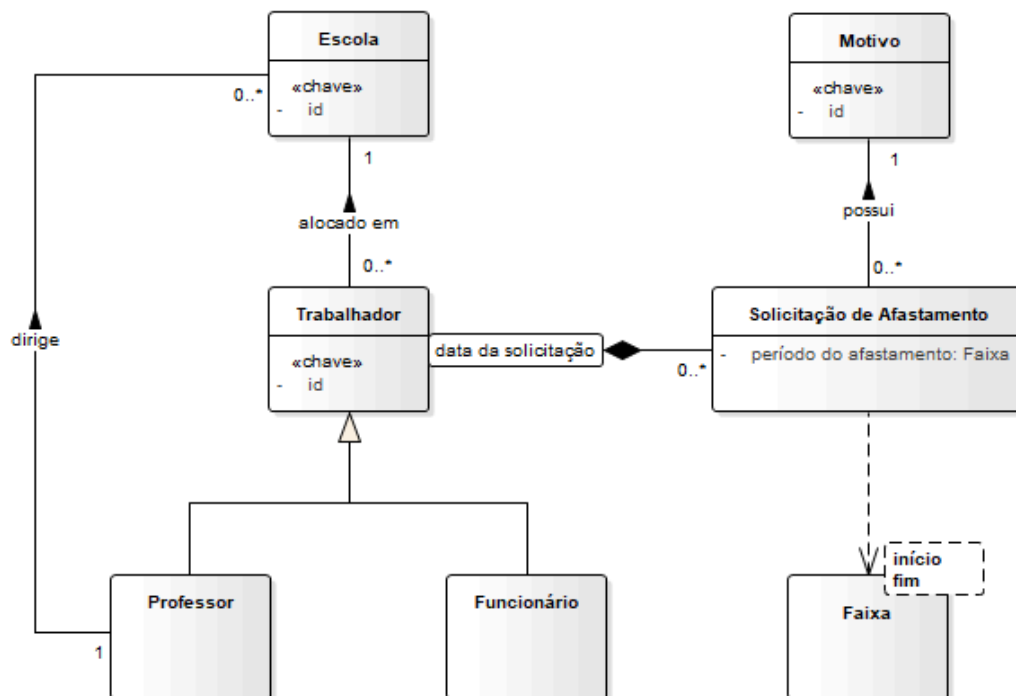 Escola
«chave»
- id
0..*
1
alocado em
0..*
dirige
Motivo
«chave»
- id
1
possui
0..*
Trabalhador
«chave»
- id
data da solicitação
0..*
Solicitação de Afastamento
- período do afastamento: Faixa
Professor
1
Funcionário
início
fim
Faixa